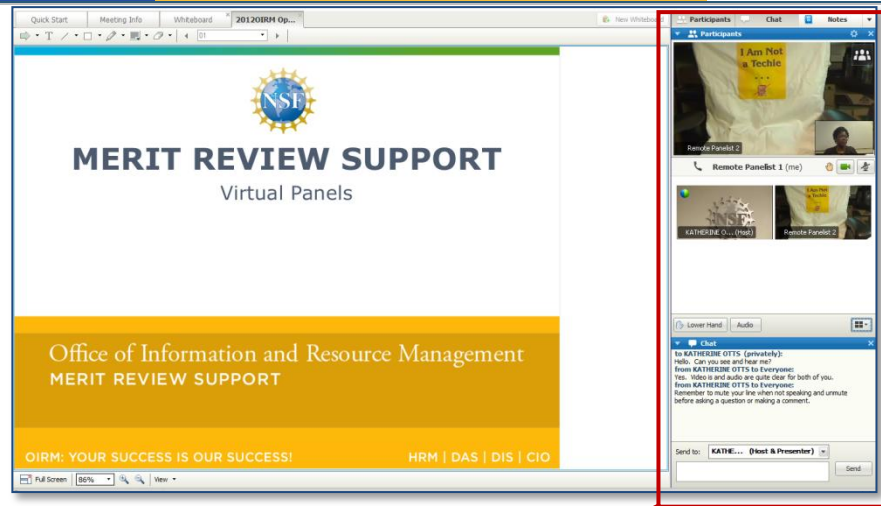 Quick Start Meeting Info Whiteboard 2012OIRM Op... New Whiteboard Participants Chat Notes
T 01
Participants
NSF
MERIT REVIEW SUPPORT
Virtual Panels
I Am Not
a Techie
Remote Panelist 2
Remote Panelist 1 (me)
I Am Not
a Techie
NSF
KATHERINE O... (Host) Remote Panelist 2
Lower Hand Audio
Chat
to KATHERINE OTTS (privately):
Hello. Can you see and hear me?
from KATHERINE OTTS to Everyone:
Yes. Video is and audio are quite clear for both of you.
from KATHERINE OTTS to Everyone:
Remember to mute your line when not speaking and unmute
before asking a question or making a comment.
Office of Information and Resource Management
MERIT REVIEW SUPPORT
OIRM: YOUR SUCCESS IS OUR SUCCESS! HRM | DAS | DIS | CIO
Send to: KATHE... (Host & Presenter)
Send
Full Screen 86% View